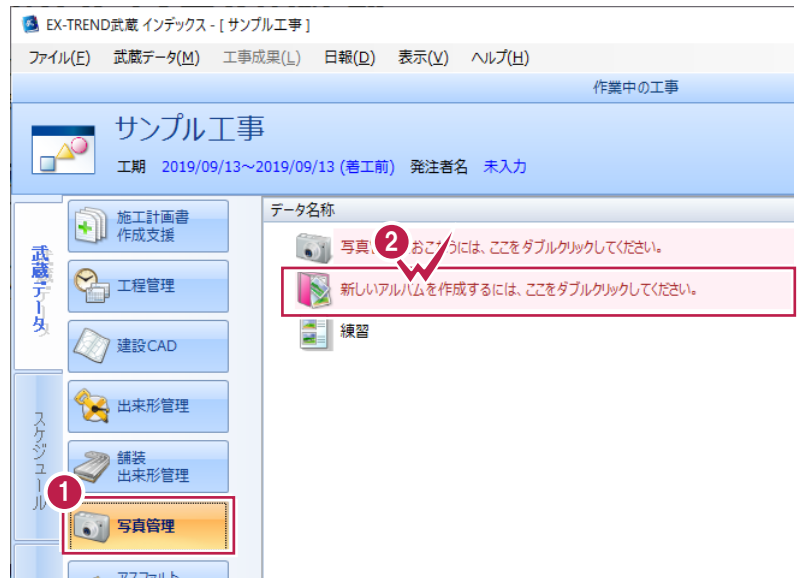 EX-TREND武蔵 インデックス - [ サンプル工事 ]
ファイル(F) 武蔵データ(M) 工事成果(L) 日報(D) 表示(V) ヘルプ(H)
作業中の工事
サンプル工事
工期 2019/09/13～2019/09/13 (着工前) 発注者名 未入力
武蔵データ
スケジュール
施工計画書
作成支援
工程管理
建設CAD
出来形管理
舗装
出来形管理
1
写真管理
データ名称
2
写真 おこなうには、ここをダブルクリックしてください。
新しいアルバムを作成するには、ここをダブルクリックしてください。
練習